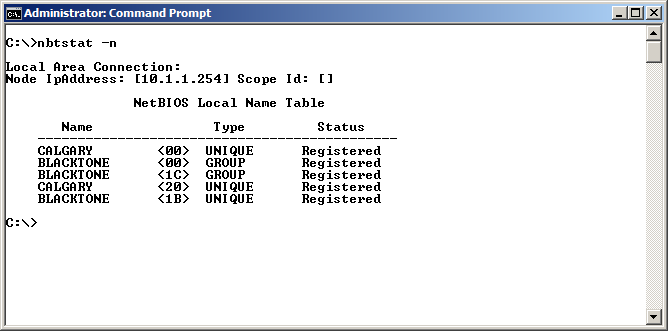 Administrator: Command Prompt
C:\>nbtstat -n
Local Area Connection:
Node IpAddress: [10.1.1.254] Scope Id: []
NetBIOS Local Name Table
Name Type Status
---------------------------------------------
CALGARY <00> UNIQUE Registered
BLACKTONE <00> GROUP Registered
BLACKTONE <1C> GROUP Registered
CALGARY <20> UNIQUE Registered
BLACKTONE <1B> UNIQUE Registered
C:\>